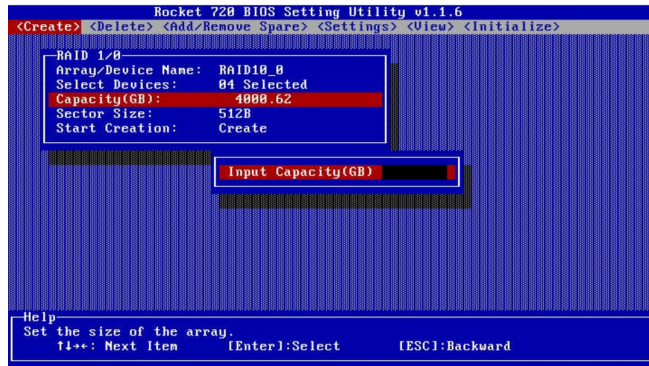 Rocket 720 BIOS Setting Utility v1.1.6
<Create> <Delete> <Add/Remove Spare> <Settings> <View> <Initialize>
RAID 1/0
Array/Device Name: RAID10_0
Select Devices: 04 Selected
Capacity(GB): 4000.62
Sector Size: 512B
Start Creation: Create
Input Capacity(GB)
Help
Set the size of the array.
↑↓→←: Next Item [Enter]:Select [ESC]:Backward